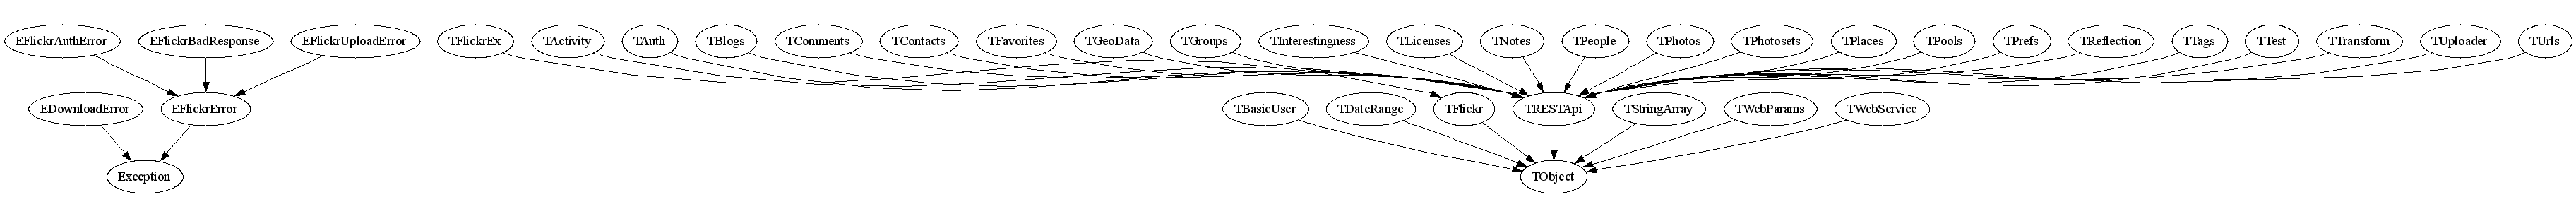 EFlickrAuthError
EFlickrBadResponse
EFlickrUploadError
TFlickrEx
TActivity
TAuth
TBlogs
TComments
TContacts
TFavorites
TGeoData
TGroups
TInterestingness
TLicenses
TNotes
TPeople
TPhotos
TPhotosets
TPlaces
TPools
TPrefs
TReflection
TTags
TTest
TTransform
TUploader
TUrls
EDownloadError
EFlickrError
TBasicUser
TDateRange
TFlickr
TRESTApi
TStringArray
TWebParams
TWebService
Exception
TObject